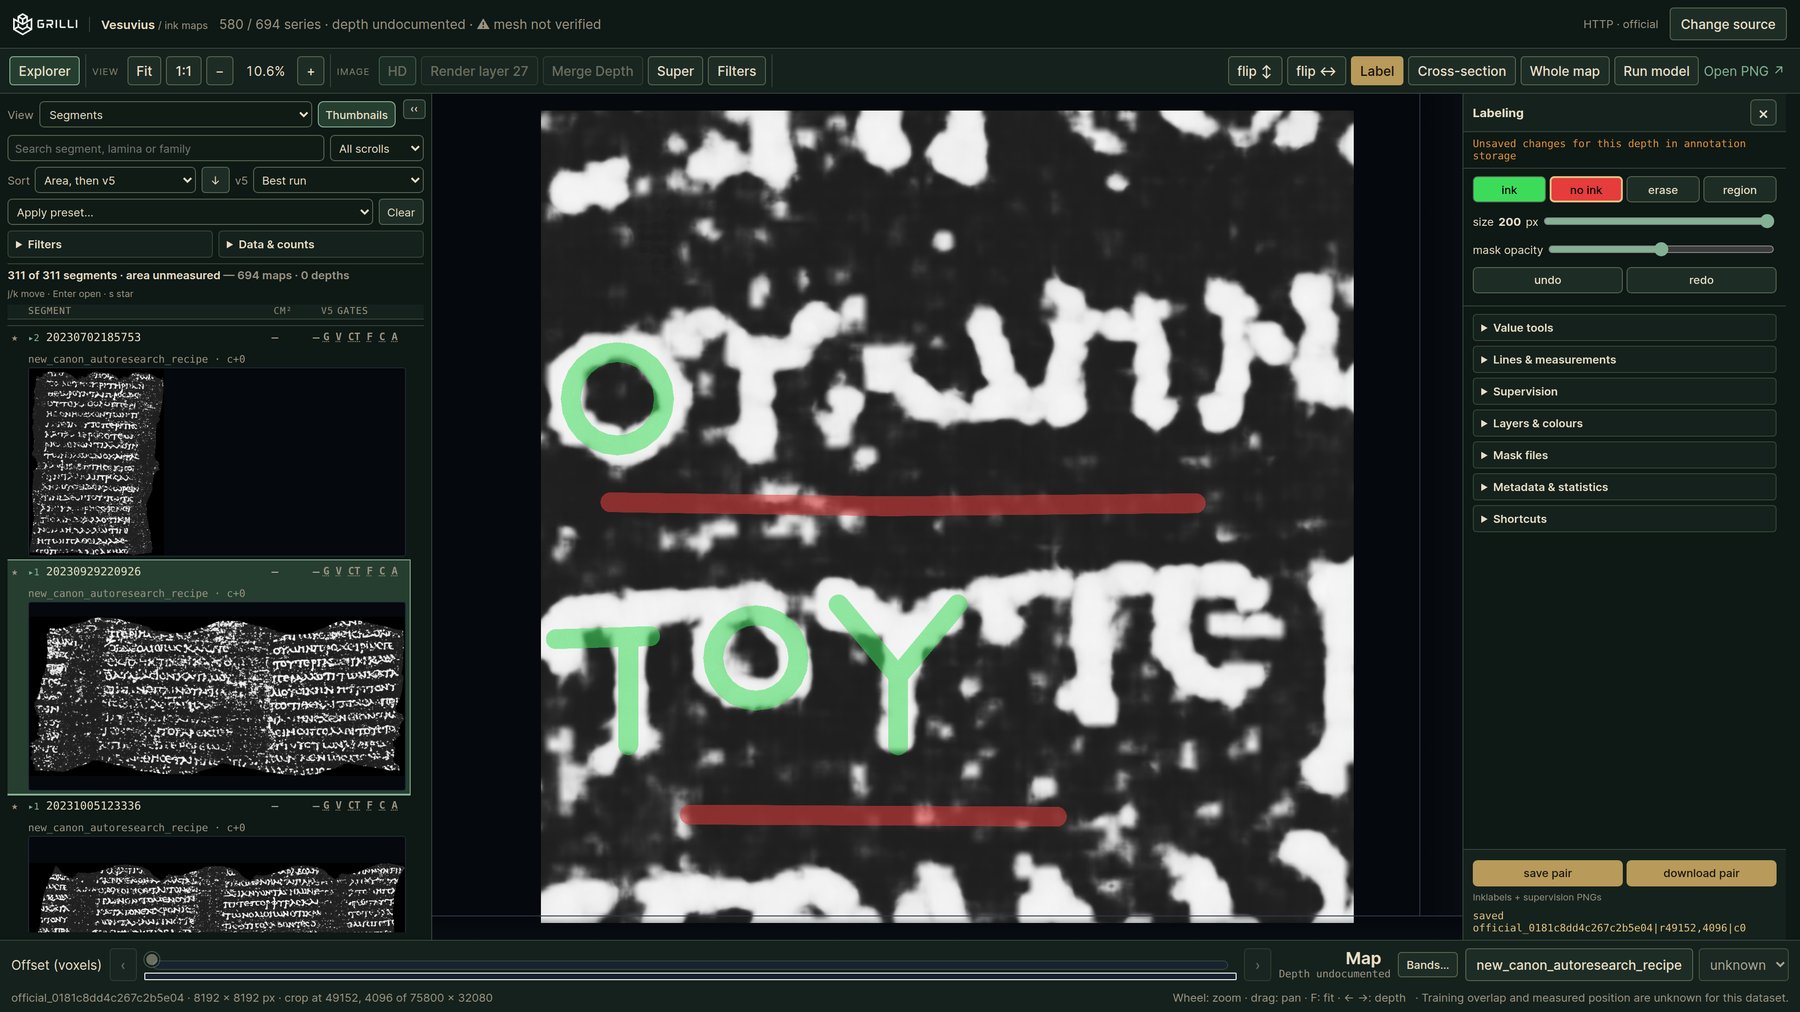 GRILLI
Vesuvius / ink maps 580 / 694 series · depth undocumented · ⚠ mesh not verified
HTTP · official Change source
Explorer VIEW Fit 1:1 − 10.6% + IMAGE HD Render layer 27 Merge Depth Super Filters flip ↕ flip ↔ Label Cross-section Whole map Run model Open PNG ↗
View Segments Thumbnails ‹‹
Search segment, lamina or family All scrolls
Sort Area, then v5 ↓ v5 Best run
Apply preset... Clear
▸ Filters ▸ Data & counts
311 of 311 segments · area unmeasured — 694 maps · 0 depths
j/k move · Enter open · s star
SEGMENT CM² V5 GATES
★ ▸2 20230702185753 — — G V CT F C A
new_canon_autoresearch_recipe · c+0
★ ▸1 20230929220926 — — G V CT F C A
new_canon_autoresearch_recipe · c+0
★ ▸1 20231005123336 — — G V CT F C A
new_canon_autoresearch_recipe · c+0
ΤΟΥ
Labeling ×
Unsaved changes for this depth in annotation
storage
ink no ink erase region
size 200 px
mask opacity
undo redo
▸ Value tools
▸ Lines & measurements
▸ Supervision
▸ Layers & colours
▸ Mask files
▸ Metadata & statistics
▸ Shortcuts
save pair download pair
Inklabels + supervision PNGs
saved
official_0181c8dd4c267c2b5e04|r49152,4096|c0
Offset (voxels) ‹ › Map Bands... new_canon_autoresearch_recipe unknown
Depth undocumented
official_0181c8dd4c267c2b5e04 · 8192 × 8192 px · crop at 49152, 4096 of 75800 × 32080
Wheel: zoom · drag: pan · F: fit · ← →: depth · Training overlap and measured position are unknown for this dataset.